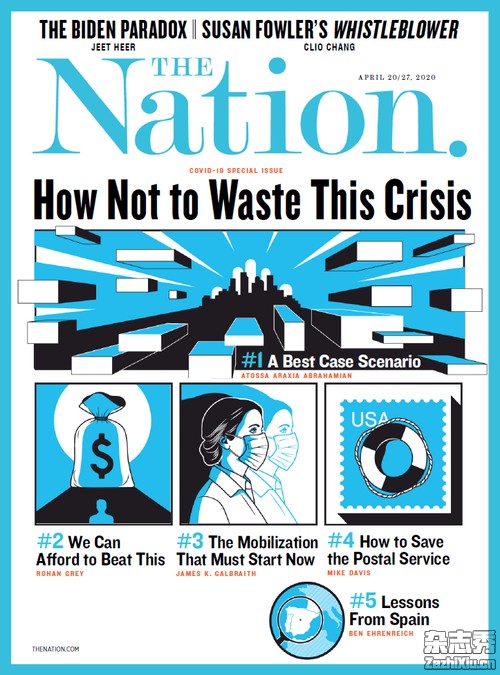 THE BIDEN PARADOX || SUSAN FOWLER'S WHISTLEBLOWER
JEET HEER CLIO CHANG
THE
Nation.
APRIL 20/27, 2020
COVID-19 SPECIAL ISSUE
How Not to Waste This Crisis
#1 A Best Case Scenario
ATOSSA ARAXIA ABRAHAMIAN
$
USA
#2 We Can
Afford to Beat This
ROHAN GREY
#3 The Mobilization
That Must Start Now
JAMES K. GALBRAITH
#4 How to Save
the Postal Service
MIKE DAVIS
#5 Lessons
From Spain
BEN EHRENREICH
THENATION.COM
杂志秀
ZaZhiXiu.cn